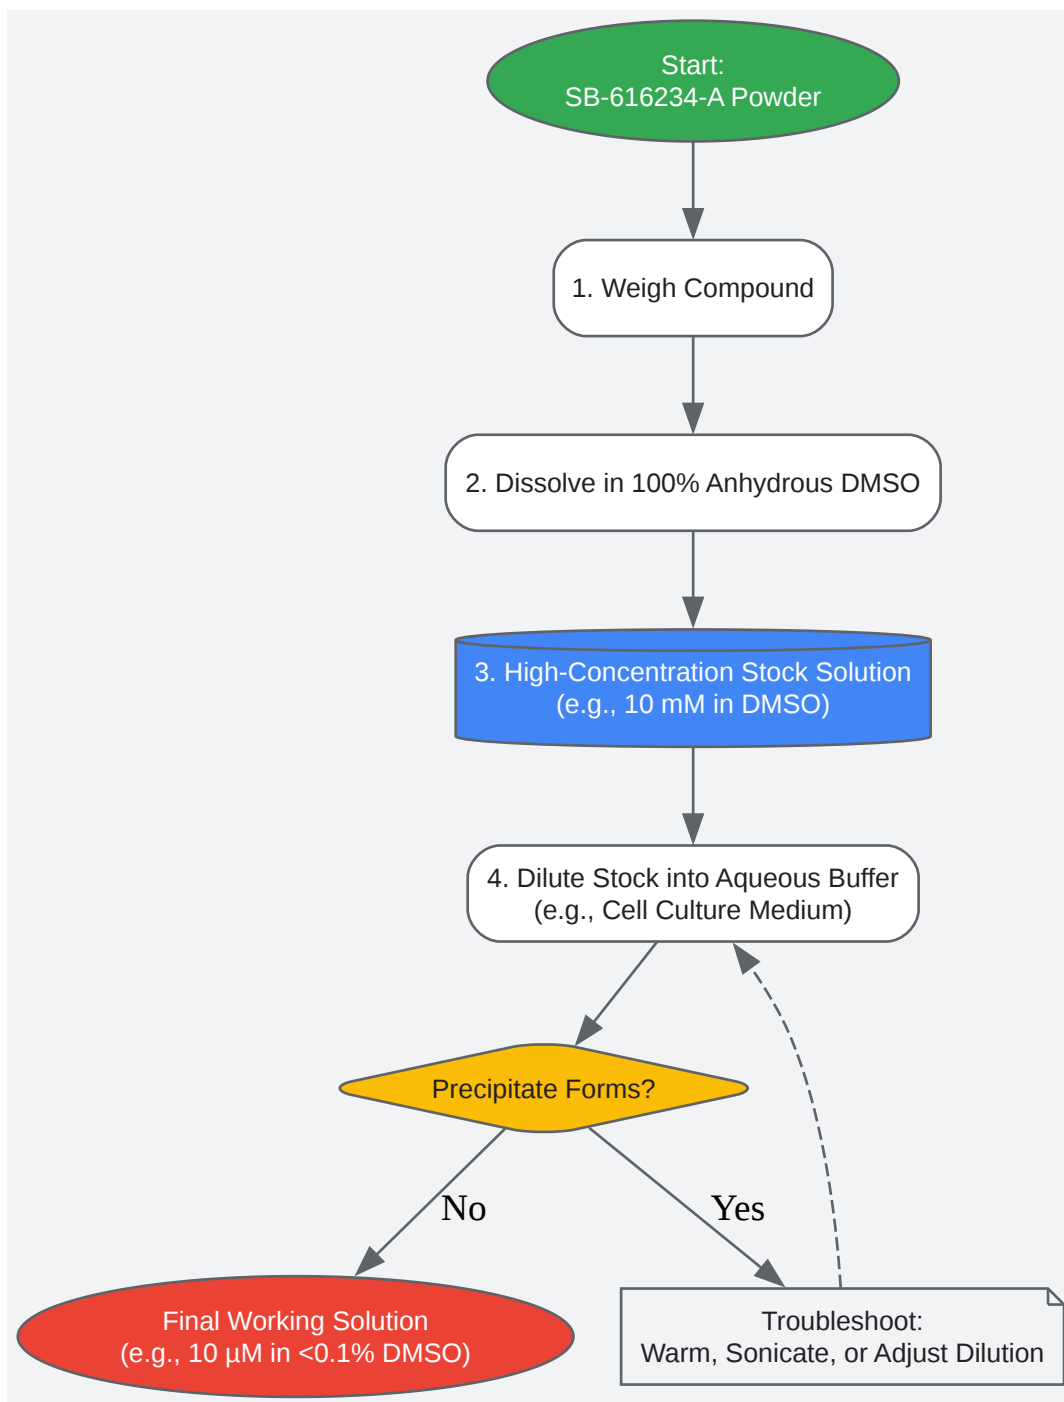 Start:
SB-616234-A Powder
1. Weigh Compound
2. Dissolve in 100% Anhydrous DMSO
3. High-Concentration Stock Solution
(e.g., 10 mM in DMSO)
4. Dilute Stock into Aqueous Buffer
(e.g., Cell Culture Medium)
Precipitate Forms?
No
Yes
Final Working Solution
(e.g., 10 µM in <0.1% DMSO)
Troubleshoot:
Warm, Sonicate, or Adjust Dilution